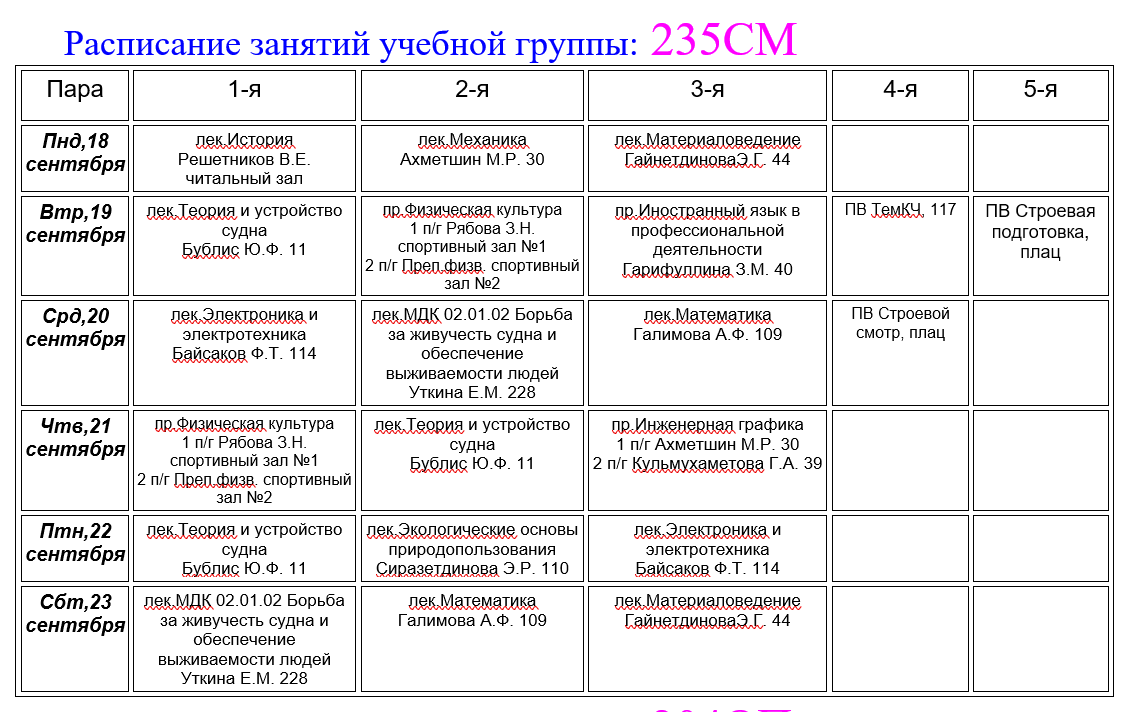 Расписание занятий учебной группы: 235СМ
Пара
1-я
2-я
3-я
4-я
5-я
Пнд,18
сентября
лек.История
Решетников В.Е.
читальный зал
лек.Механика
Ахметшин М.Р. 30
лек.Материаловедение
ГайнетдиноваЭ.Г. 44
Втр,19
сентября
лек.Теория и устройство
судна
Бублис Ю.Ф. 11
пр.Физическая культура
1 п/г Рябова З.Н.
спортивный зал №1
2 п/г Преп.физв. спортивный
зал №2
пр.Иностранный язык в
профессиональной
деятельности
Гарифуллина З.М. 40
ПВ ТемКЧ, 117
ПВ Строевая
подготовка,
плац
Срд,20
сентября
лек.Электроника и
электротехника
Байсаков Ф.Т. 114
лек.МДК 02.01.02 Борьба
за живучесть судна и
обеспечение
выживаемости людей
Уткина Е.М. 228
лек.Математика
Галимова А.Ф. 109
ПВ Строевой
смотр, плац
Чтв,21
сентября
пр.Физическая культура
1 п/г Рябова З.Н.
спортивный зал №1
2 п/г Преп.физв. спортивный
зал №2
лек.Теория и устройство
судна
Бублис Ю.Ф. 11
пр.Инженерная графика
1 п/г Ахметшин М.Р. 30
2 п/г Кульмухаметова Г.А. 39
Птн,22
сентября
лек.Теория и устройство
судна
Бублис Ю.Ф. 11
лек.Экологические основы
природопользования
Сиразетдинова Э.Р. 110
лек.Электроника и
электротехника
Байсаков Ф.Т. 114
Сбт,23
сентября
лек.МДК 02.01.02 Борьба
за живучесть судна и
обеспечение
выживаемости людей
Уткина Е.М. 228
лек.Математика
Галимова А.Ф. 109
лек.Материаловедение
ГайнетдиноваЭ.Г. 44